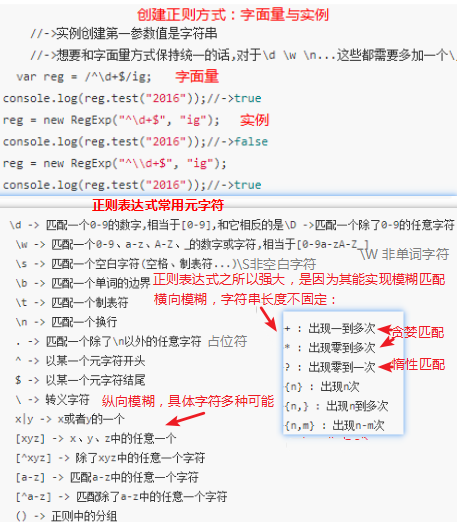 创建正则方式：字面量与实例
//->实例创建第一参数值是字符串
//->想要和字面量方式保持统一的话,对于\d \w \n...这些都需要多加一个\,
var reg = /^\d+$/ig; 字面量
console.log(reg.test("2016"));//->true
reg = new RegExp("^\d+$", "ig"); 实例
console.log(reg.test("2016"));//->false
reg = new RegExp("^\\d+$", "ig");
console.log(reg.test("2016"));//->true
正则表达式常用元字符
\d -> 匹配一个0-9的数字,相当于[0-9],和它相反的是\D ->匹配一个除了0-9的任意字符
\w -> 匹配一个0-9、a-z、A-Z、_的数字或字符,相当于[0-9a-zA-Z_]
\W 非单词字符
\s -> 匹配一个空白字符(空格、制表符...)\S非空白字符
\b -> 匹配一个单词的边界
正则表达式之所以强大，是因为其能实现模糊匹配
横向模糊，字符串长度不固定：
\t -> 匹配一个制表符
\n -> 匹配一个换行
. -> 匹配一个除了\n以外的任意字符 占位符
^ -> 以某一个元字符开头
$ -> 以某一个元字符结尾
\ -> 转义字符 纵向模糊，具体字符多种可能
x|y -> x或者y的一个
[xyz] -> x、y、z中的任意一个
[^xyz] -> 除了xyz中的任意一个字符
[a-z] -> 匹配a-z中的任意一个字符
[^a-z] -> 匹配除了a-z中的任意一个字符
() -> 正则中的分组
+ : 出现一到多次
贪婪匹配
* : 出现零到多次
? : 出现零到一次
惰性匹配
{n} : 出现n次
{n,} : 出现n到多次
{n,m} : 出现n-m次